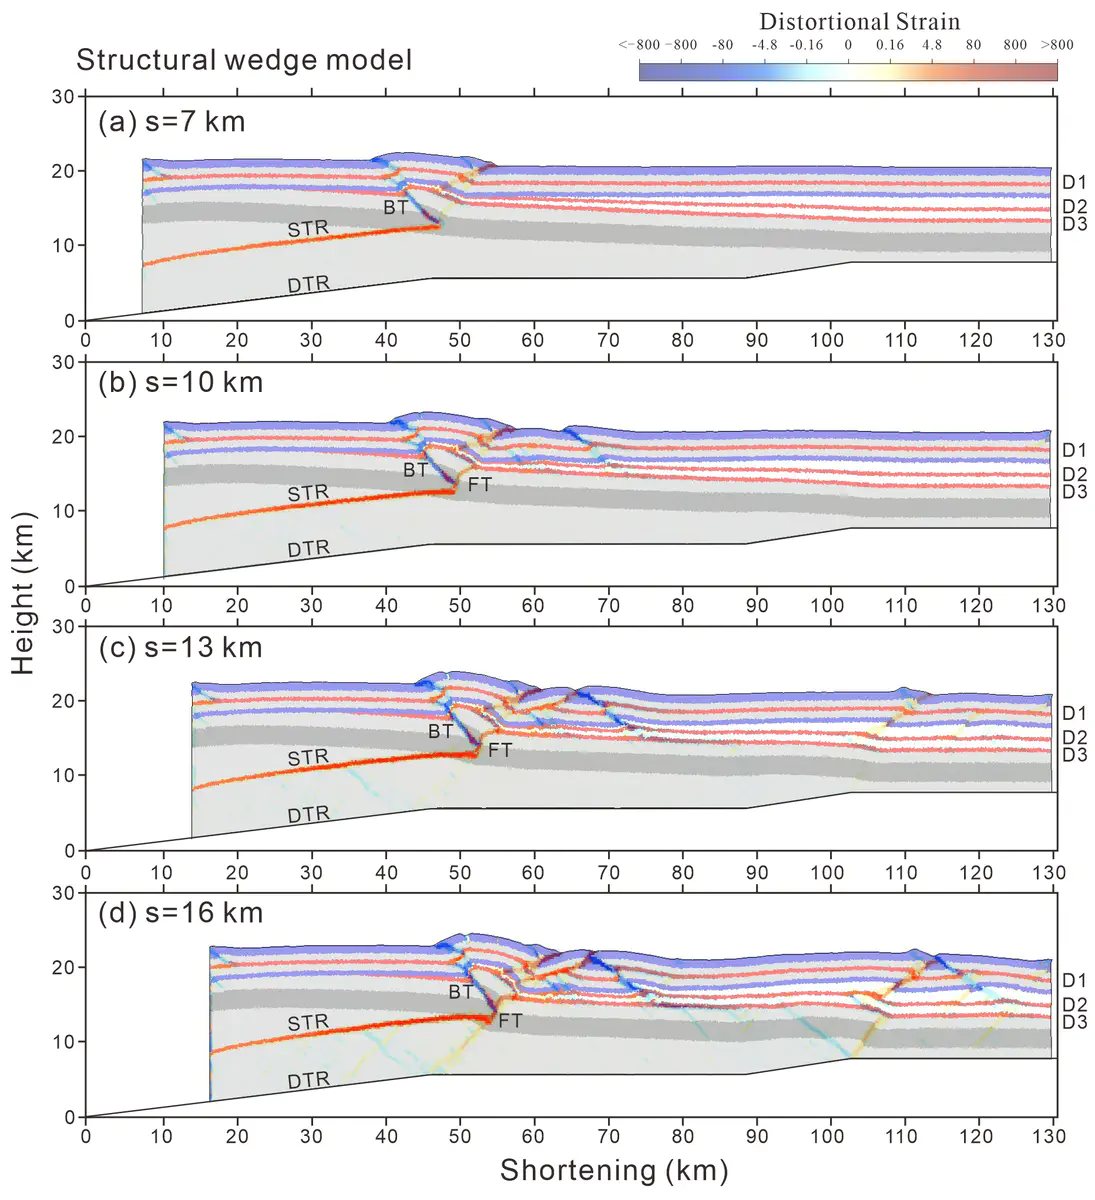 Distortional Strain
<−800 −800 -80 -4.8 -0.16 0 0.16 4.8 80 800 >800
Structural wedge model
30
(a) s=7 km
20
D1
D2
D3
BT
STR
10
DTR
0
0 10 20 30 40 50 60 70 80 90 100 110 120 130
30
(b) s=10 km
20
D1
D2
D3
BT
FT
STR
10
DTR
0
0 10 20 30 40 50 60 70 80 90 100 110 120 130
Height (km)
30
(c) s=13 km
20
D1
D2
D3
BT
FT
STR
10
DTR
0
0 10 20 30 40 50 60 70 80 90 100 110 120 130
30
(d) s=16 km
20
D1
D2
D3
BT
FT
STR
10
DTR
0
0 10 20 30 40 50 60 70 80 90 100 110 120 130
Shortening (km)